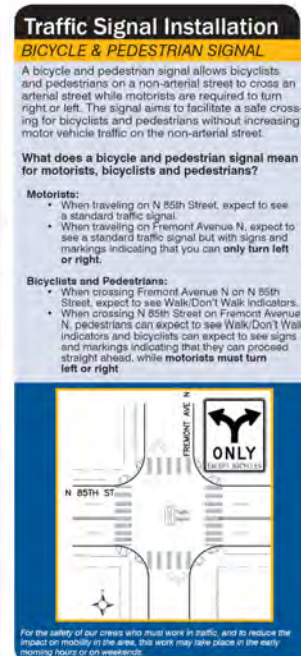 Traffic Signal Installation
BICYCLE & PEDESTRIAN SIGNAL
A bicycle and pedestrian signal allows bicyclists
and pedestrians on a non-arterial street to cross an
arterial street while motorists are required to turn
right or left. The signal aims to facilitate a safe cross-
ing for bicyclists and pedestrians without increasing
motor vehicle traffic on the non-arterial street.
What does a bicycle and pedestrian signal mean
for motorists, bicyclists and pedestrians?
Motorists:
• When traveling on N 85th Street, expect to see
a standard traffic signal.
• When traveling on Fremont Avenue N, expect to
see a standard traffic signal but with signs and
markings indicating that you can only turn left
or right.
Bicyclists and Pedestrians:
• When crossing Fremont Avenue N on N 85th
Street, expect to see Walk/Don't Walk indicators.
• When crossing N 85th Street on Fremont Avenue
N, pedestrians can expect to see Walk/Don't Walk
indicators and bicyclists can expect to see signs
and markings indicating that they can proceed
straight ahead, while motorists must turn
left or right
FREMONT AVE N
ONLY
EXCEPT BICYCLES
N 85TH ST
For the safety of our crews who must work in traffic, and to reduce the
impact on mobility in the area, this work may take place in the early
morning hours or on weekends.